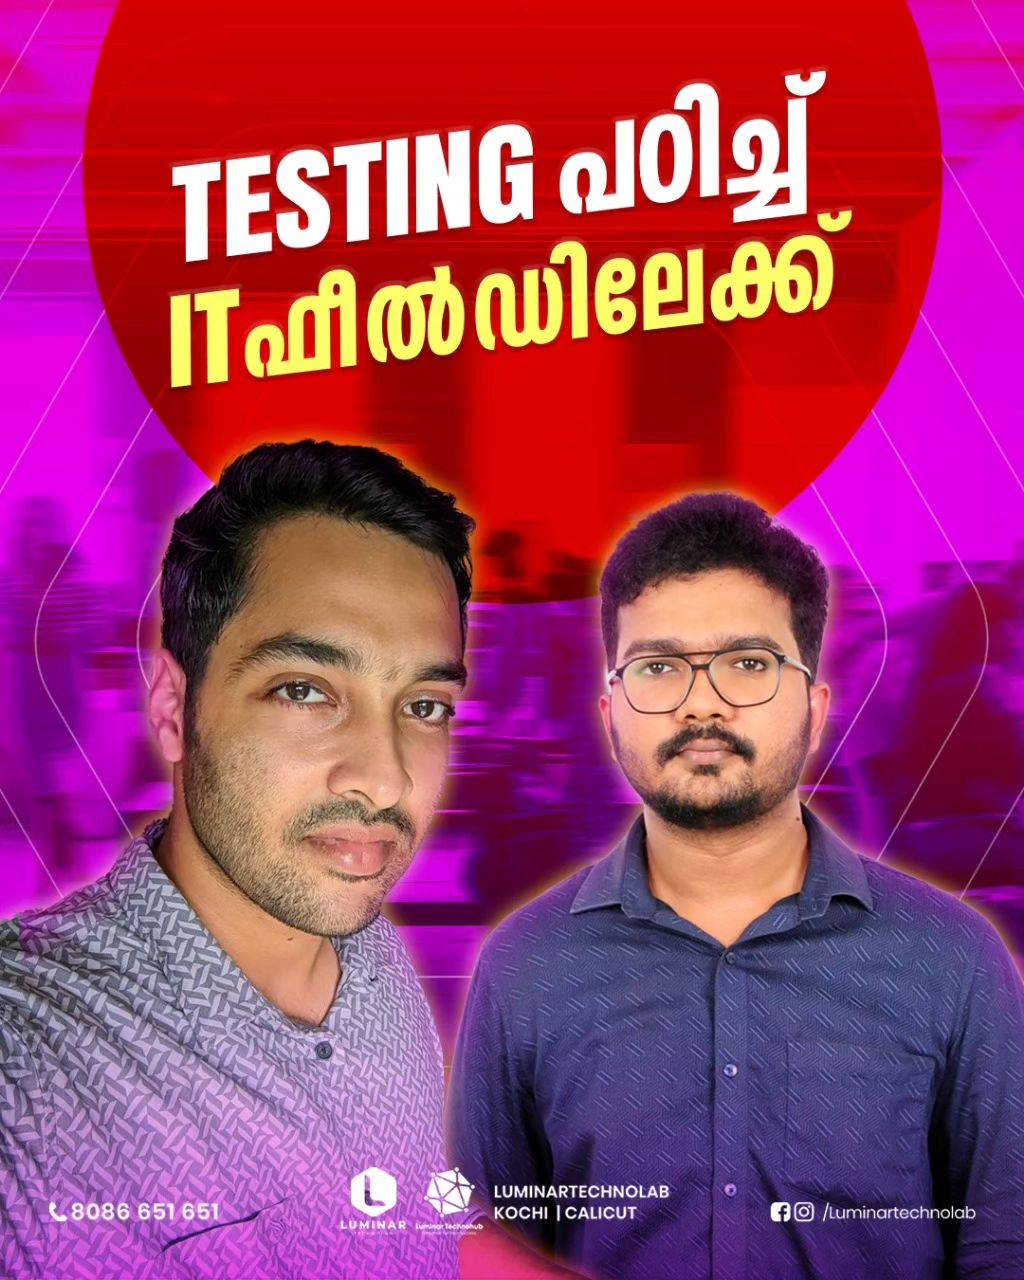 TESTING പഠിച്ച്
IT ഫീൽഡിലേക്ക്
8086 651 651
LUMINAR
Luminar Technohub
LUMINARTECHNOLAB
KOCHI | CALICUT
/Luminartechnolab